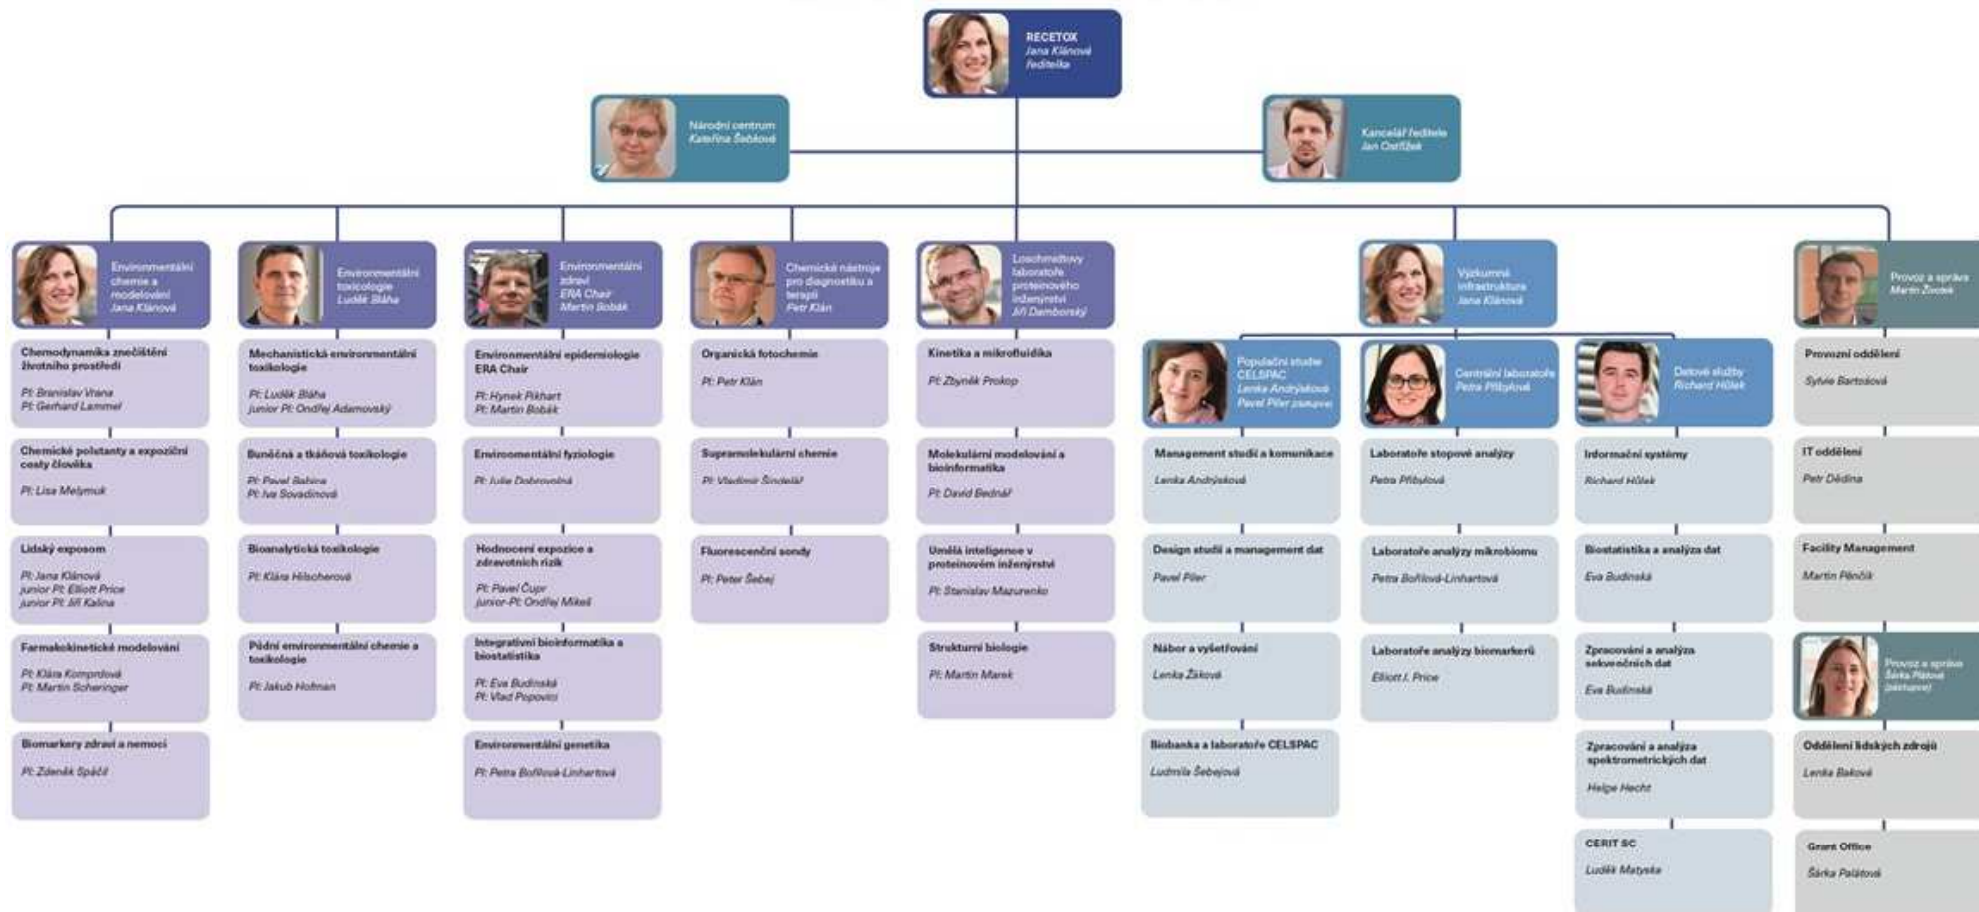 RECETOX
Jana Klánová
ředitelka
Národní centrum
Kateřina Šebková
Kancelář ředitele
Jan Ostřížek
Environmentální
chemie a
modelování
Jana Klánová
Environmentální
toxicologie
Luděk Bláha
Environmentální
zdraví
ERA Chair
Martin Bobák
Chemické nástroje
pro diagnostiku a
terapii
Petr Klán
Loschmidtovy
laboratoře
proteinového
inženýrství
Jiří Damborský
Výzkumná
infrastruktura
Jana Klánová
Provoz a správa
Martin
Chemodynamika znečištění
životního prostředí
PI: Branislav Vrana
PI: Gerhard Lammel
Chemické polutanty a expoziční
cesty člověka
PI: Lisa Melymuk
Lidský exposom
PI: Jana Klánová
junior PI: Elliott Price
junior PI: Jiří Kalina
Farmakokinetické modelování
PI: Klára Komprdová
PI: Martin Scheringer
Biomarkery zdraví a nemoci
PI: Zdeněk Spáčil
Mechanistická environmentální
toxikologie
PI: Luděk Bláha
junior PI: Ondřej Adamovský
Buněčná a tkáňová toxikologie
PI: Pavel Babica
PI: Iva Sovadinová
Bioanalytická toxikologie
PI: Klára Hilscherová
Půdní environmentální chemie a
toxikologie
PI: Jakub Hofman
Environmentální epidemiologie
ERA Chair
PI: Hynek Pikhart
PI: Martin Bobák
Environmentální fyziologie
PI: Julie Dobrovolná
Hodnocení expozice a
zdravotních rizik
PI: Pavel Čupr
junior-PI: Ondřej Mikeš
Integrativní bioinformatika a
biostatistika
PI: Eva Budinská
PI: Vlad Popovici
Environmentální genetika
PI: Petra Bořilová-Linhartová
Organická fotochemie
PI: Petr Klán
Supramolekulární chemie
PI: Vladimír Šindelář
Fluorescenční sondy
PI: Peter Šebej
Kinetika a mikrofluidika
PI: Zbyněk Prokop
Molekulární modelování a
bioinformatika
PI: David Bednář
Umělá inteligence v
proteinovém inženýrství
PI: Stanislav Mazurenko
Strukturní biologie
PI: Martin Marek
Populační studie
CELSPAC
Lenka Andrýsková
Pavel Piler zástupce
Management studií a komunikace
Lenka Andrýsková
Design studií a management dat
Pavel Piler
Nábor a vyšetřování
Lenka Žáková
Biobanka a laboratoře CELSPAC
Ludmila Šebejová
Centrální laboratoře
Petra Přibylová
Laboratoře stopové analýzy
Petra Přibylová
Laboratoře analýzy mikrobiomu
Petra Bořilová-Linhartová
Laboratoře analýzy biomarkerů
Elliott J. Price
Datové služby
Richard Hůlek
Informační systémy
Richard Hůlek
Biostatistika a analýza dat
Eva Budinská
Zpracování a analýza
sekvenčních dat
Eva Budinská
Zpracování a analýza
spektrometrických dat
Helge Hecht
CERIT SC
Luděk Matyska
Provozní oddělení
Sylvie Bartošová
IT oddělení
Petr Dědina
Facility Management
Martin Pěnčík
Provoz a správa
Šárka Plátová
(zástupce)
Oddělení lidských zdrojů
Lenka Baková
Grant Office
Šárka Palátová